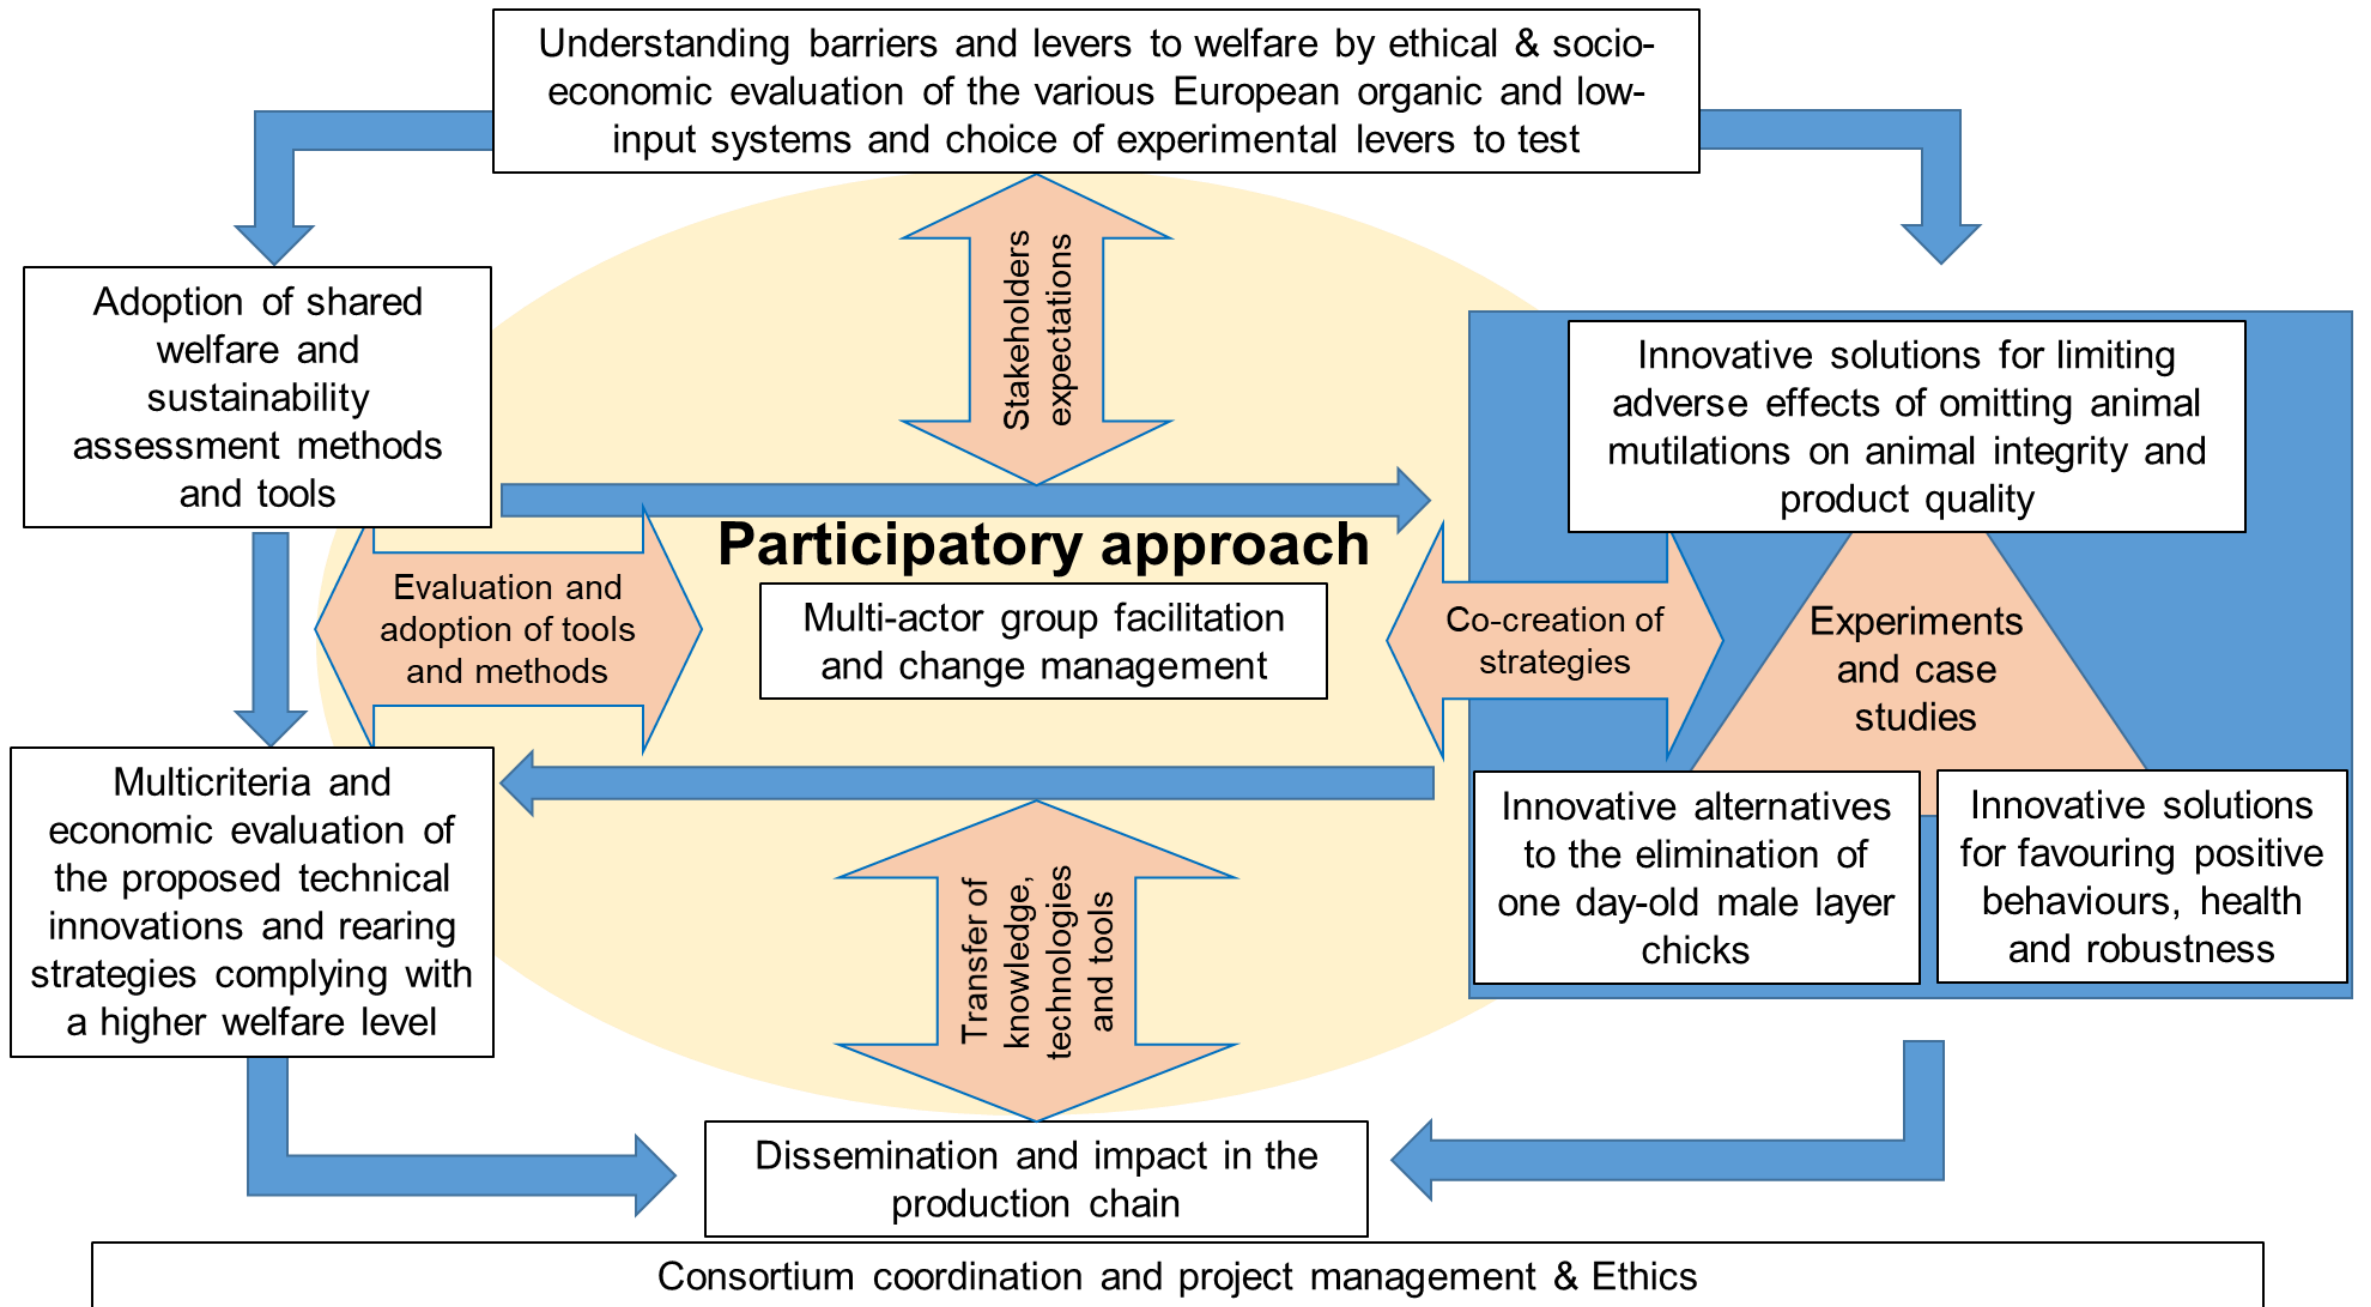 Understanding barriers and levers to welfare by ethical & socio-
economic evaluation of the various European organic and low-
input systems and choice of experimental levers to test
Adoption of shared
welfare and
sustainability
assessment methods
and tools
Stakeholders
expectations
Innovative solutions for limiting
adverse effects of omitting animal
mutilations on animal integrity and
product quality
Participatory approach
Evaluation and
adoption of tools
and methods
Multi-actor group facilitation
and change management
Co-creation of
strategies
Experiments
and case
studies
Multicriteria and
economic evaluation of
the proposed technical
innovations and rearing
strategies complying with
a higher welfare level
Transfer of
knowledge,
technologies
and tools
Innovative alternatives
to the elimination of
one day-old male layer
chicks
Innovative solutions
for favouring positive
behaviours, health
and robustness
Dissemination and impact in the
production chain
Consortium coordination and project management & Ethics